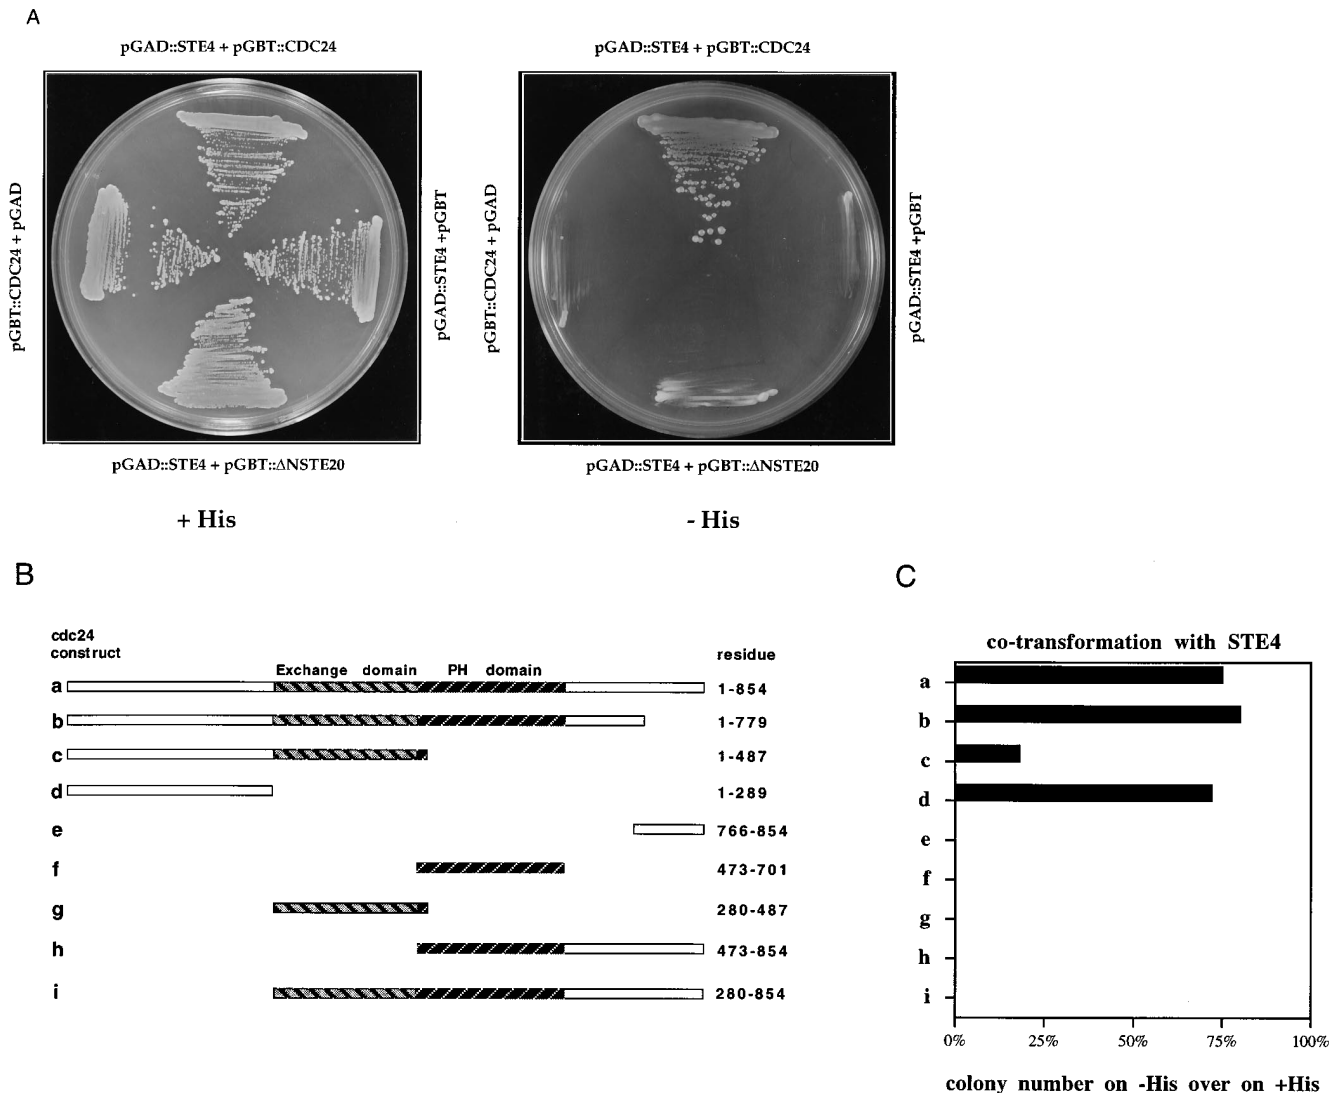 A
pGAD::STE4 + pGBT::CDC24
pGBT::CDC24 + pGAD
pGAD::STE4 +pGBT
pGAD::STE4 + pGBT::ΔNSTE20
+ His
pGAD::STE4 + pGBT::CDC24
pGBT::CDC24 + pGAD
pGAD::STE4 +pGBT
pGAD::STE4 + pGBT::ΔNSTE20
- His
B
cdc24
construct
Exchange domain PH domain
residue
a 1-854
b 1-779
c 1-487
d 1-289
e 766-854
f 473-701
g 280-487
h 473-854
i 280-854
C
co-transformation with STE4
a
b
c
d
e
f
g
h
i
0% 25% 50% 75% 100%
colony number on -His over on +His